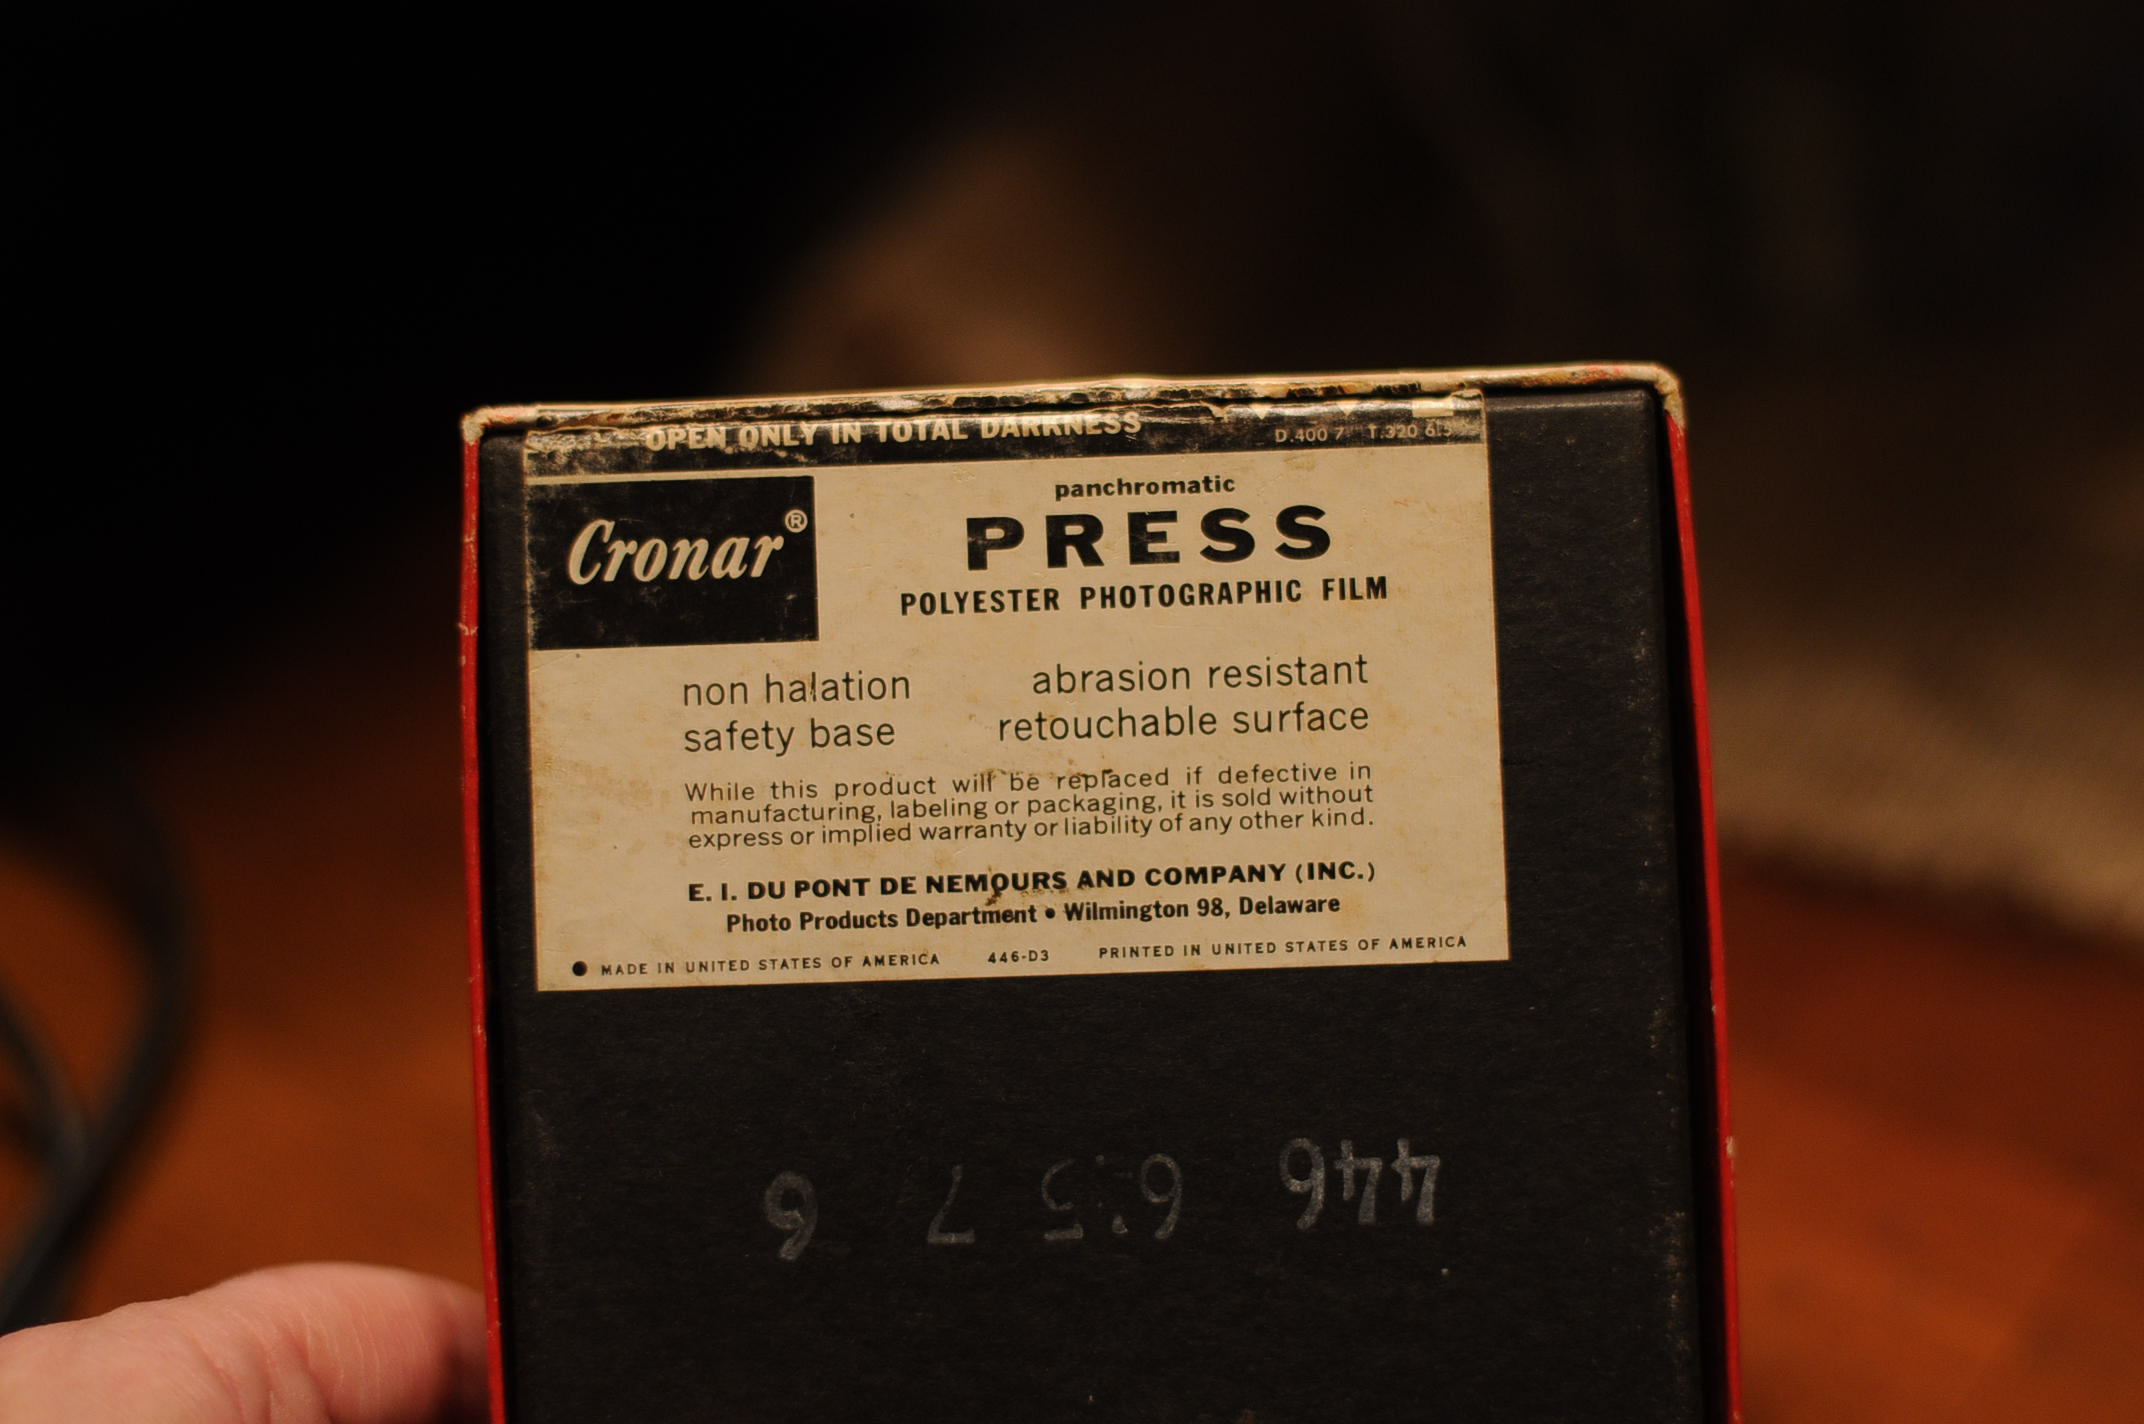 OPEN ONLY IN TOTAL DARKNESS
D.400 7 T.320 6.5
Cronar®
panchromatic
PRESS
POLYESTER PHOTOGRAPHIC FILM
non halation abrasion resistant
safety base retouchable surface
While this product will be replaced if defective in
manufacturing, labeling or packaging, it is sold without
express or implied warranty or liability of any other kind.
E. I. DU PONT DE NEMOURS AND COMPANY (INC.)
Photo Products Department • Wilmington 98, Delaware
● MADE IN UNITED STATES OF AMERICA 446-D3 PRINTED IN UNITED STATES OF AMERICA
446 6.5 7 6